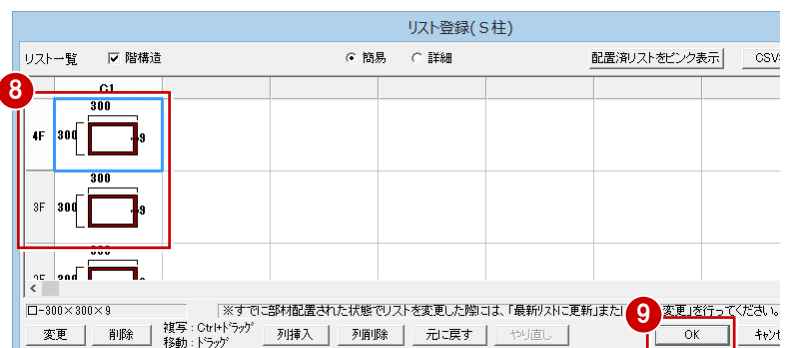 リスト登録(S柱)
リスト一覧 階構造 簡易 詳細 配置済リストをピンク表示
8
C1
300
4F 300 9
300
3F 300 9
300
□-300×300×9 ※すでに部材配置された状態でリストを変更した際には、「最新リストに更新」また 9 変更」を行ってください。
変更 削除 複写：Ctrl+ドラッグ 列挿入 列削除 元に戻す やり直し OK
移動：ドラッグ